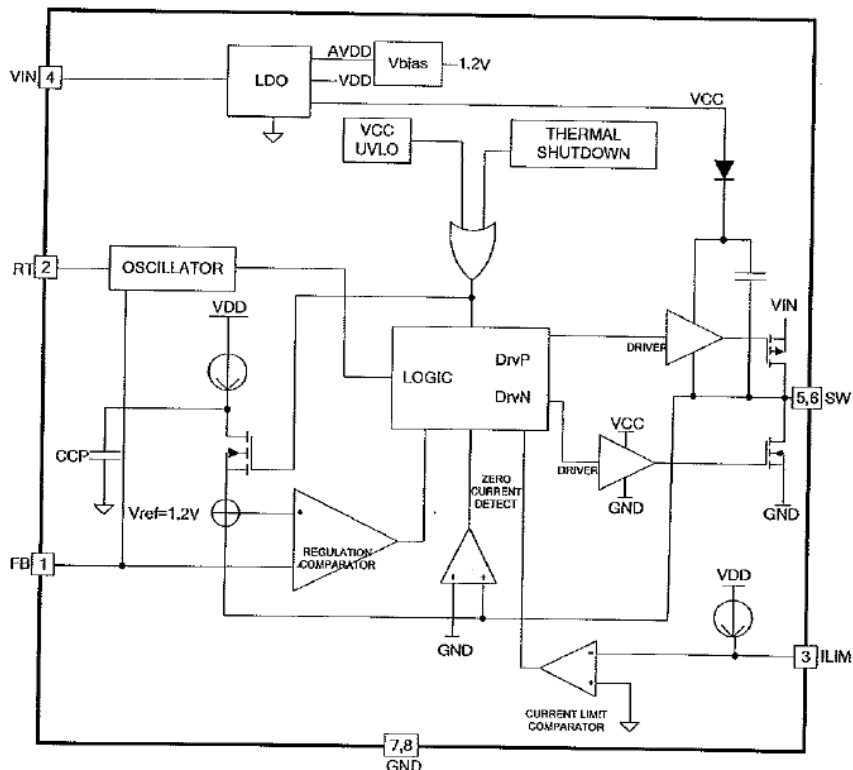 AVDD
Vbias
1.2V
VIN
4
LDO
VDD
VCC
VCC
UVLO
THERMAL
SHUTDOWN
RT
2
OSCILLATOR
VDD
VIN
DRIVER
DrvP
LOGIC
DrvN
5,6
SW
VCC
CCP
DRIVER
ZERO
CURRENT
DETECT
GND
GND
Vref=1.2V
+
REGULATION
COMPARATOR
FB
1
VDD
GND
3
ILIM
CURRENT LIMIT
COMPARATOR
7,8
GND